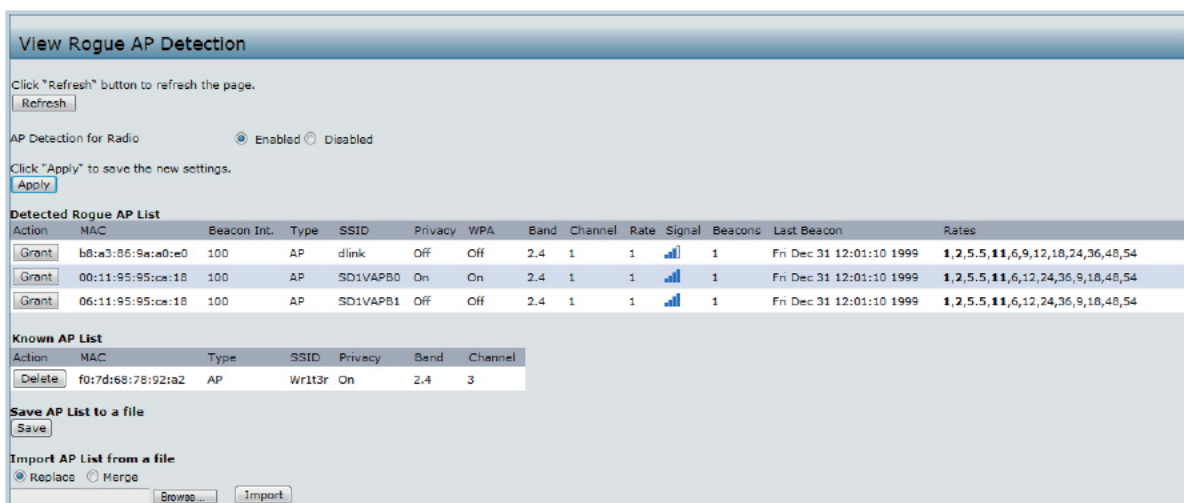 View Rogue AP Detection
Click "Refresh" button to refresh the page.
Refresh
AP Detection for Radio Enabled Disabled
Click "Apply" to save the new settings.
Apply
Detected Rogue AP List
Action MAC Beacon Int. Type SSID Privacy WPA Band Channel Rate Signal Beacons Last Beacon Rates
Grant b8:a3:86:9a:a0:e0 100 AP dlink Off Off 2.4 1 1 1 Fri Dec 31 12:01:10 1999 1,2,5.5,11,6,9,12,18,24,36,48,54
Grant 00:11:95:95:ca:18 100 AP SD1VAPB0 On On 2.4 1 1 1 Fri Dec 31 12:01:10 1999 1,2,5.5,11,6,12,24,36,9,18,48,54
Grant 06:11:95:95:ca:18 100 AP SD1VAPB1 Off Off 2.4 1 1 1 Fri Dec 31 12:01:10 1999 1,2,5.5,11,6,12,24,36,9,18,48,54
Known AP List
Action MAC Type SSID Privacy Band Channel
Delete f0:7d:68:78:92:a2 AP Wr1t3r On 2.4 3
Save AP List to a file
Save
Import AP List from a file
Replace Merge
Browse... Import